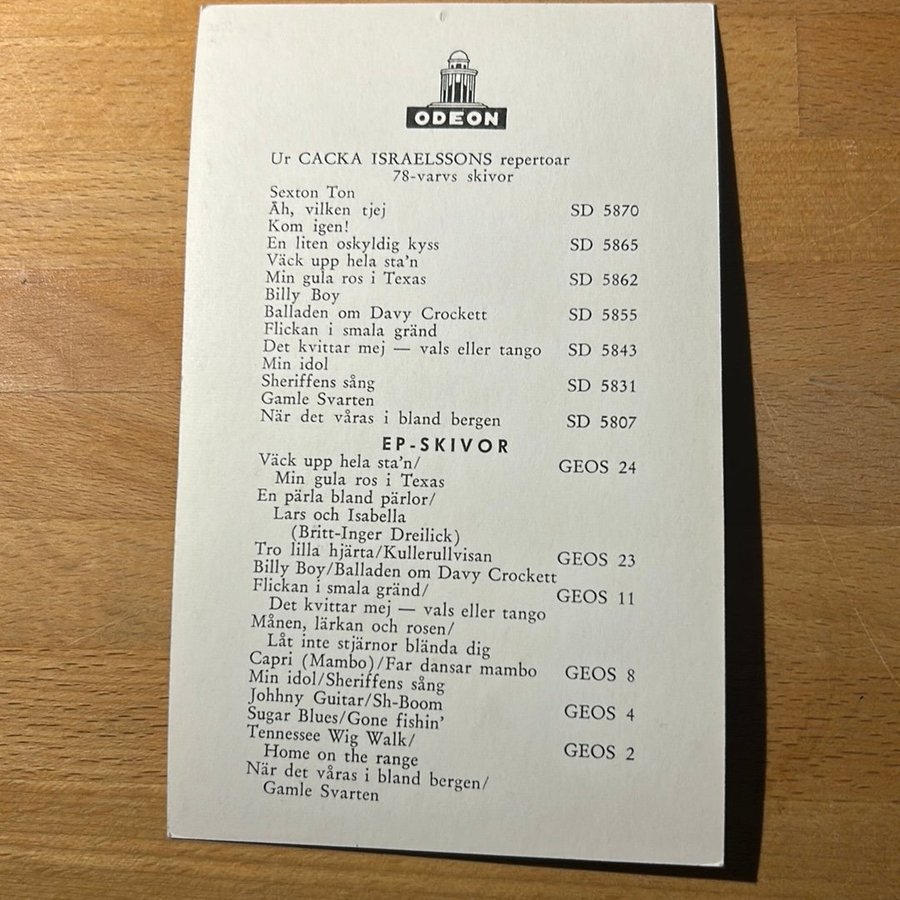 ODEON
Ur CACKA ISRAELSSONS repertoar
78-varvs skivor
Sexton Ton
Åh, vilken tjej SD 5870
Kom igen!
En liten oskyldig kyss SD 5865
Väck upp hela sta'n
Min gula ros i Texas SD 5862
Billy Boy
Balladen om Davy Crockett SD 5855
Flickan i smala gränd
Det kvittar mej — vals eller tango SD 5843
Min idol
Sheriffens sång SD 5831
Gamle Svarten
När det våras i bland bergen SD 5807
EP-SKIVOR
Väck upp hela sta'n/ GEOS 24
Min gula ros i Texas
En pärla bland pärlor/
Lars och Isabella
(Britt-Inger Dreilick)
Tro lilla hjärta/Kullerullvisan GEOS 23
Billy Boy/Balladen om Davy Crockett
Flickan i smala gränd/ GEOS 11
Det kvittar mej — vals eller tango
Månen, lärkan och rosen/
Låt inte stjärnor blända dig
Capri (Mambo)/Far dansar mambo GEOS 8
Min idol/Sheriffens sång
Johhny Guitar/Sh-Boom GEOS 4
Sugar Blues/Gone fishin'
Tennessee Wig Walk/ GEOS 2
Home on the range
När det våras i bland bergen/
Gamle Svarten